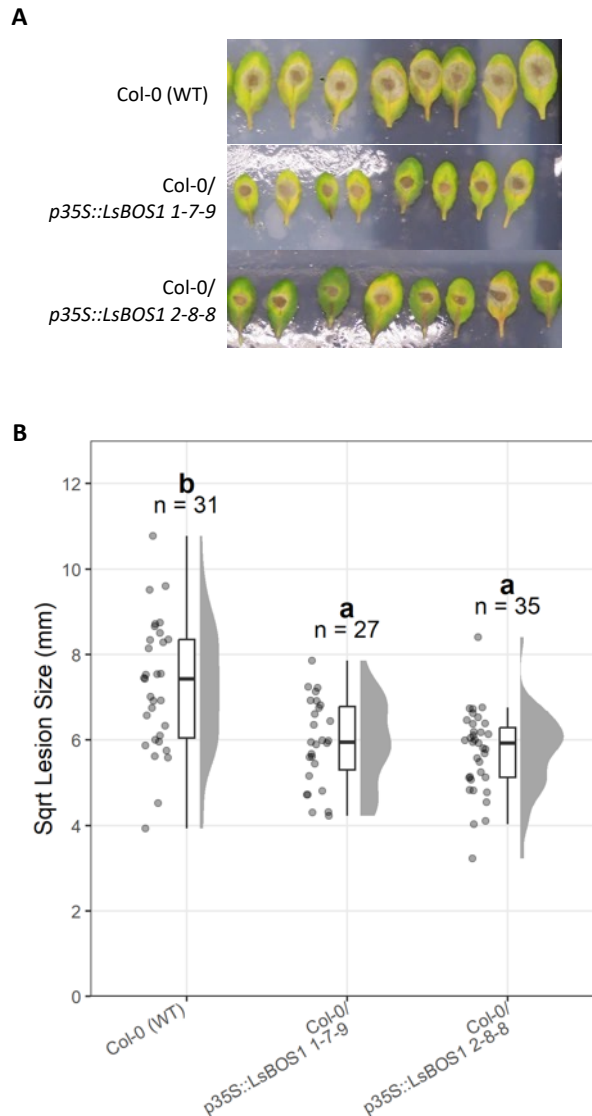 A
Col-0 (WT)
Col-0/
p35S::LsBOS1 1-7-9
Col-0/
p35S::LsBOS1 2-8-8
B
Sqrt Lesion Size (mm)
12
10
8
6
4
2
0
b
n = 31
a
n = 27
a
n = 35
Col-0 (WT)
Col-0/
p35S::LsBOS1 1-7-9
Col-0/
p35S::LsBOS1 2-8-8